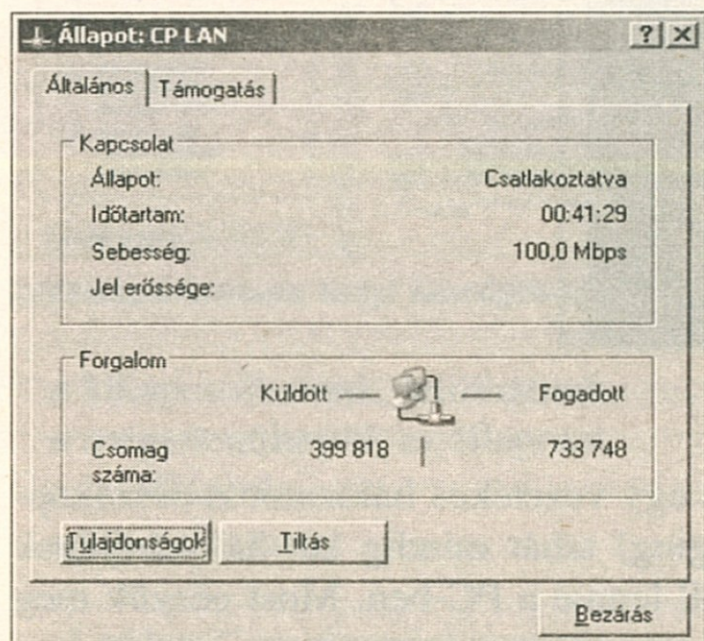 Állapot: CP LAN
Általános Támogatás
Kapcsolat
Állapot: Csatlakoztatva
Időtartam: 00:41:29
Sebesség: 100,0 Mbps
Jel erőssége:
Forgalom
Küldött Fogadott
Csomag száma: 399 818 733 748
Tulajdonságok Tiltás
Bezárás